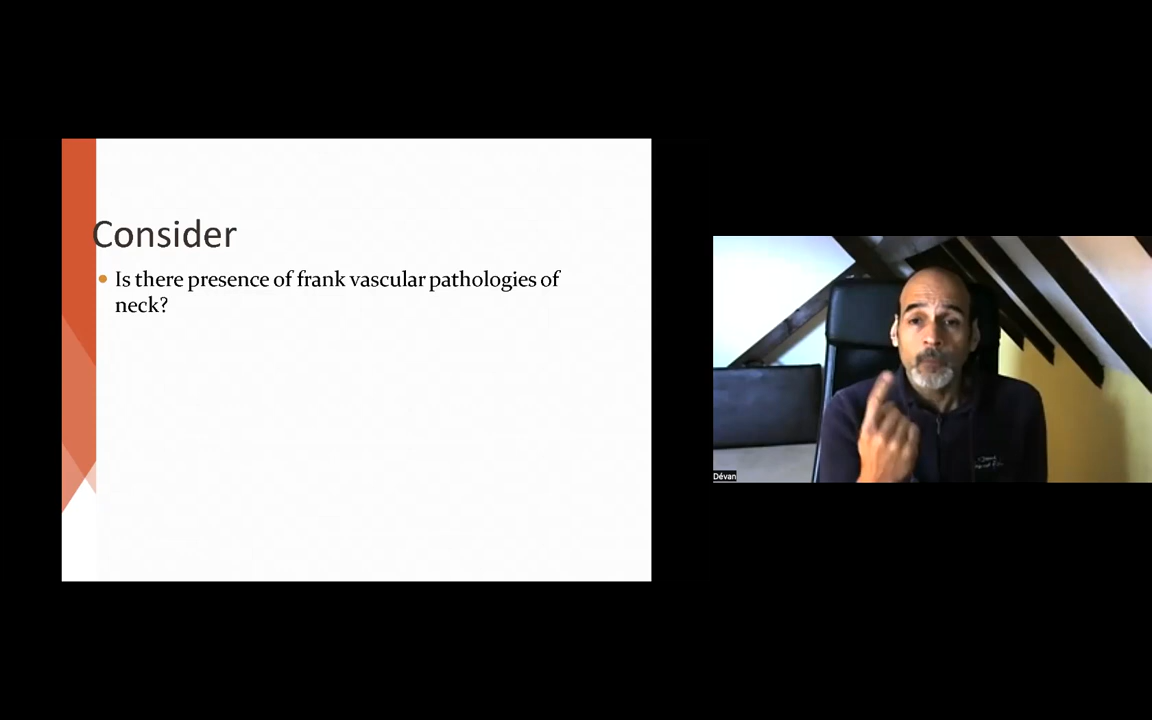 Consider
Is there presence of frank vascular pathologies of
neck?
Dévan